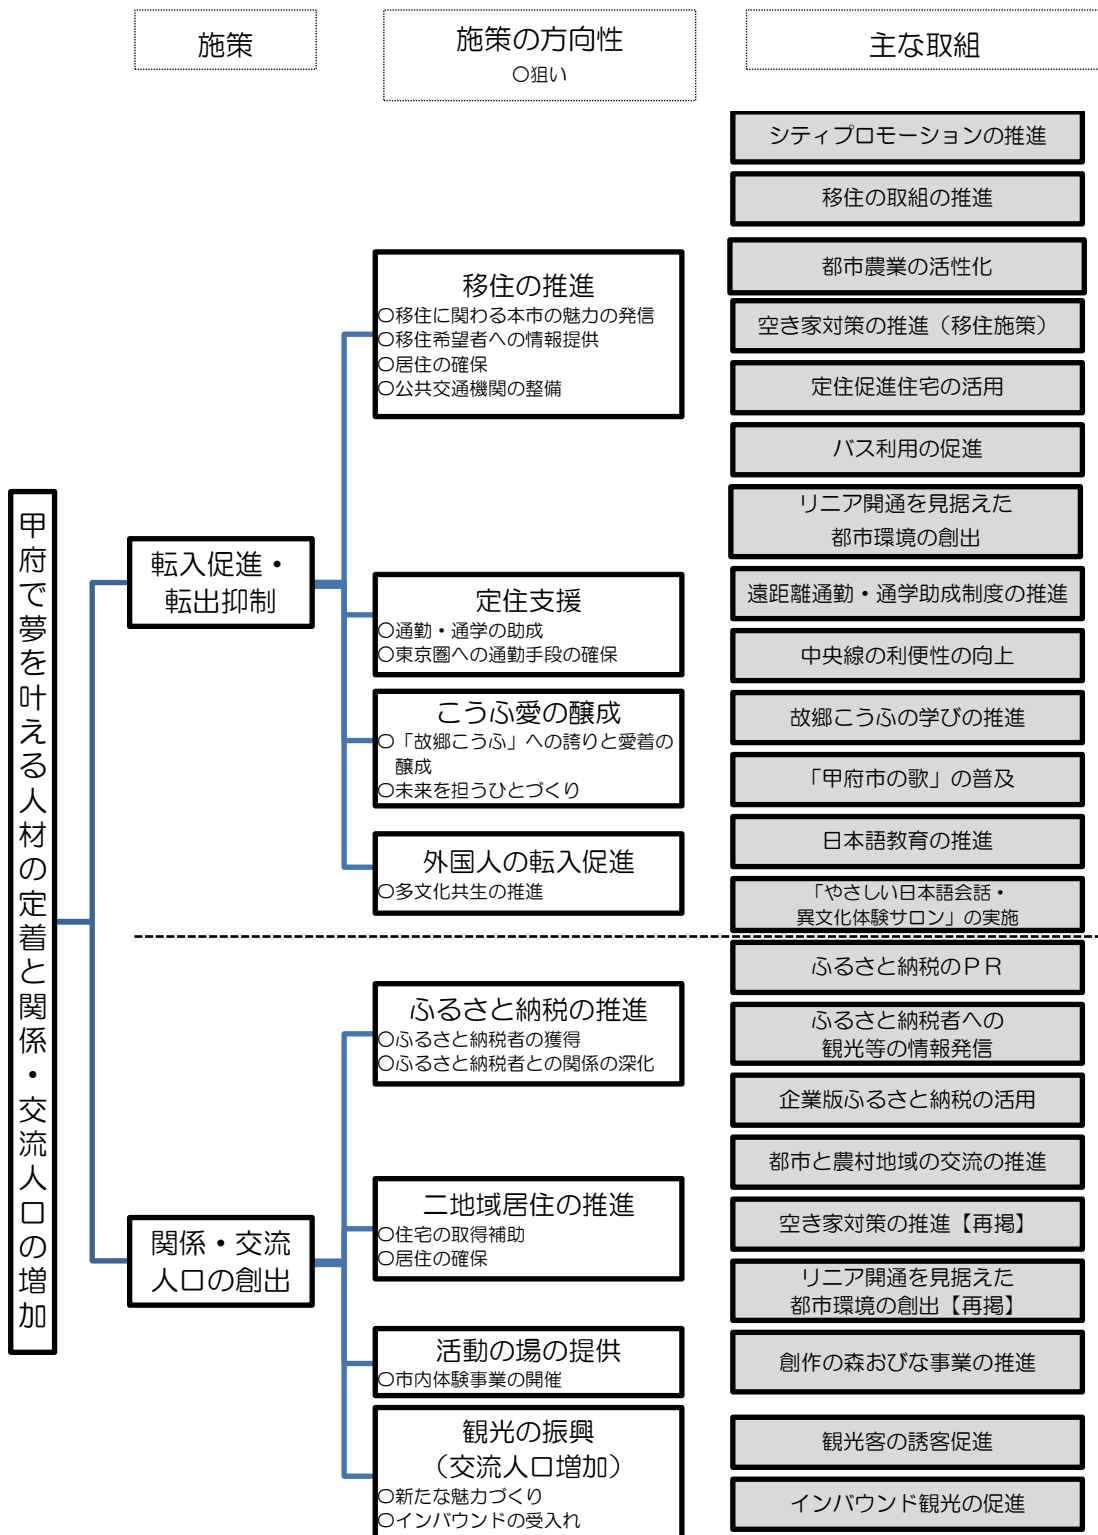 施策
施策の方向性
○狙い
主な取組
甲府で夢を叶える人材の定着と関係・交流人口の増加
転入促進・
転出抑制
移住の推進
○移住に関わる本市の魅力の発信
○移住希望者への情報提供
○居住の確保
○公共交通機関の整備
定住支援
○通勤・通学の助成
○東京圏への通勤手段の確保
こうふ愛の醸成
○「故郷こうふ」への誇りと愛着の
醸成
○未来を担うひとづくり
外国人の転入促進
○多文化共生の推進
シティプロモーションの推進
移住の取組の推進
都市農業の活性化
空き家対策の推進（移住施策）
定住促進住宅の活用
バス利用の促進
リニア開通を見据えた
都市環境の創出
遠距離通勤・通学助成制度の推進
中央線の利便性の向上
故郷こうふの学びの推進
「甲府市の歌」の普及
日本語教育の推進
「やさしい日本語会話・
異文化体験サロン」の実施
関係・交流
人口の創出
ふるさと納税の推進
○ふるさと納税者の獲得
○ふるさと納税者との関係の深化
二地域居住の推進
○住宅の取得補助
○居住の確保
活動の場の提供
○市内体験事業の開催
観光の振興
（交流人口増加）
○新たな魅力づくり
○インバウンドの受入れ
ふるさと納税のＰＲ
ふるさと納税者への
観光等の情報発信
企業版ふるさと納税の活用
都市と農村地域の交流の推進
空き家対策の推進【再掲】
リニア開通を見据えた
都市環境の創出【再掲】
創作の森おびな事業の推進
観光客の誘客促進
インバウンド観光の促進